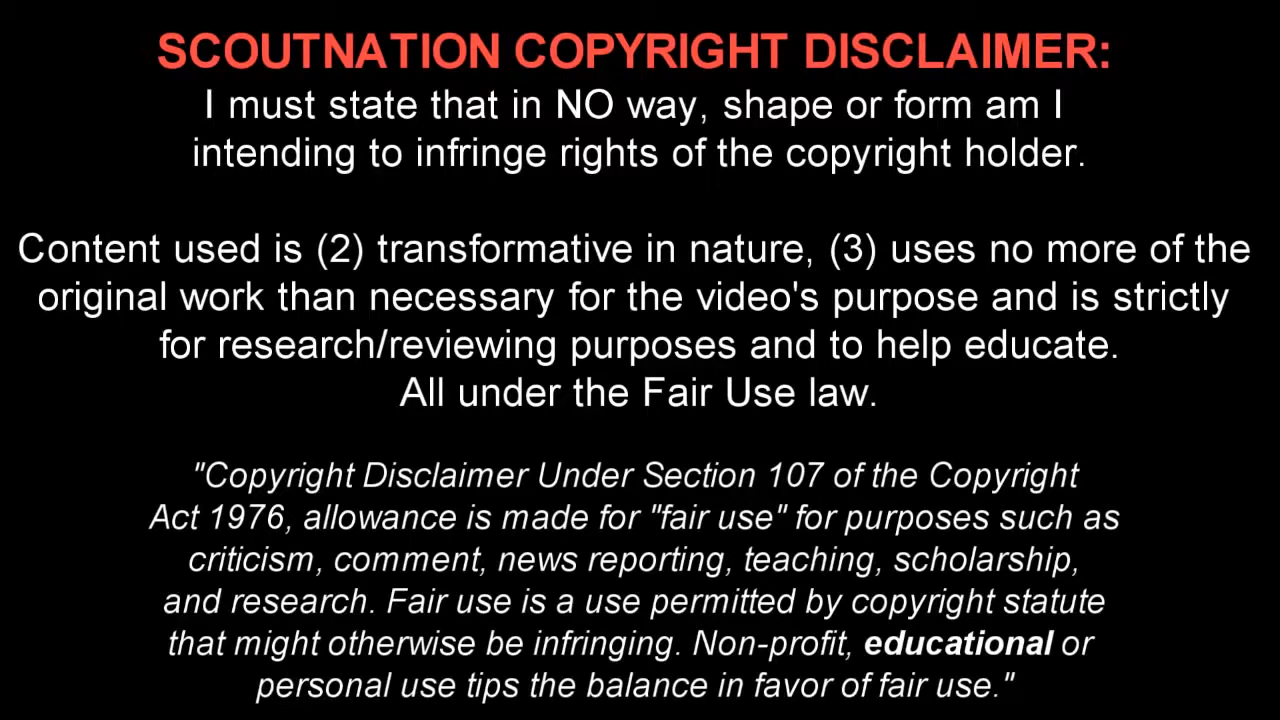 SCOUTNATION COPYRIGHT DISCLAIMER:
I must state that in NO way, shape or form am I
intending to infringe rights of the copyright holder.
Content used is (2) transformative in nature, (3) uses no more of the
original work than necessary for the video's purpose and is strictly
for research/reviewing purposes and to help educate.
All under the Fair Use law.
"Copyright Disclaimer Under Section 107 of the Copyright
Act 1976, allowance is made for "fair use" for purposes such as
criticism, comment, news reporting, teaching, scholarship,
and research. Fair use is a use permitted by copyright statute
that might otherwise be infringing. Non-profit, educational or
personal use tips the balance in favor of fair use."